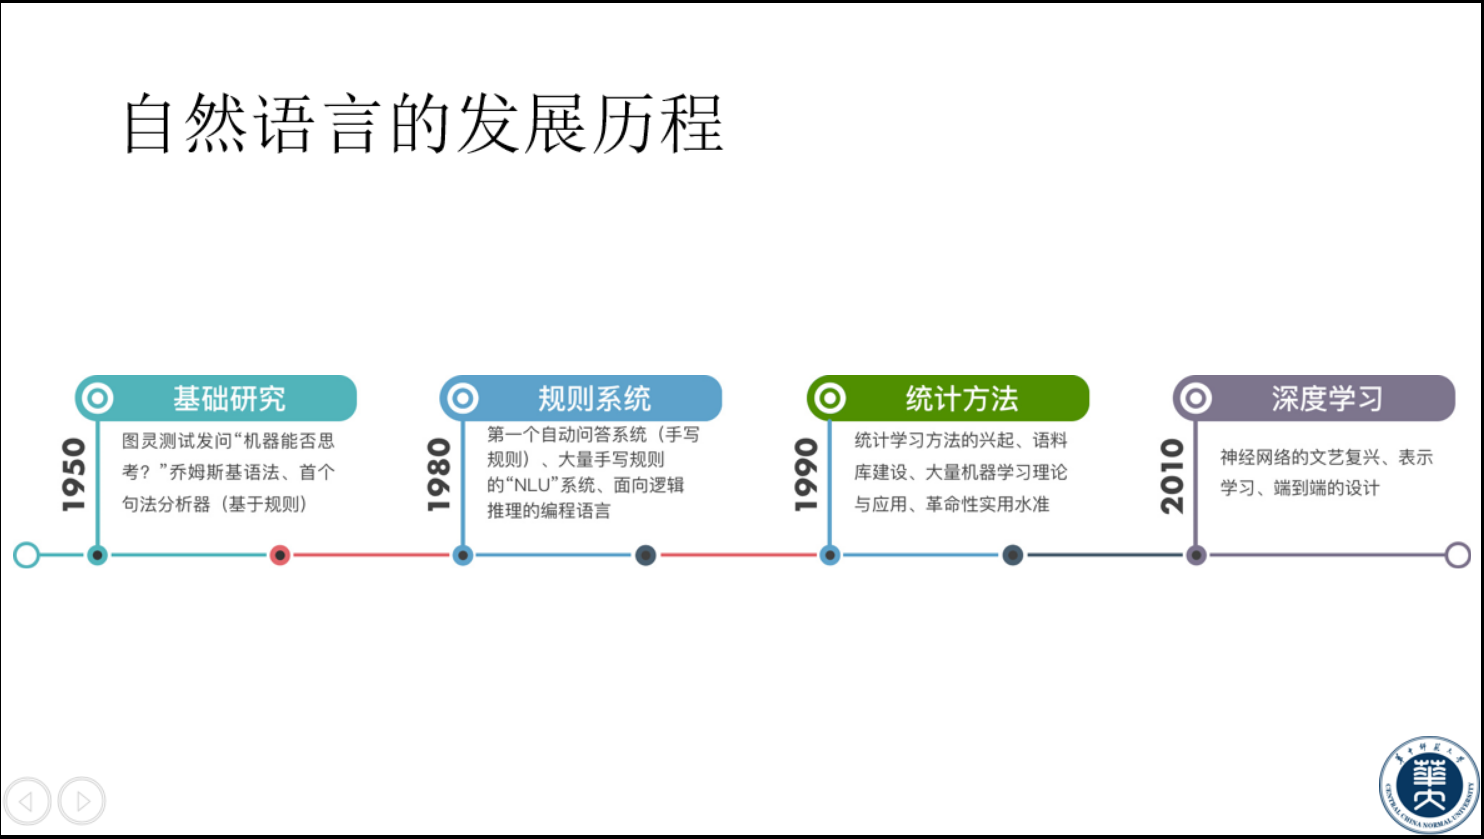 自然语言的发展历程
基础研究
1950
图灵测试发问“机器能否思
考？”乔姆斯基语法、首个
句法分析器（基于规则）
规则系统
1980
第一个自动问答系统（手写
规则）、大量手写规则
的“NLU”系统、面向逻辑
推理的编程语言
统计方法
1990
统计学习方法的兴起、语料
库建设、大量机器学习理论
与应用、革命性实用水准
深度学习
2010
神经网络的文艺复兴、表示
学习、端到端的设计
华中师范大学
CENTRAL CHINA NORMAL UNIVERSITY